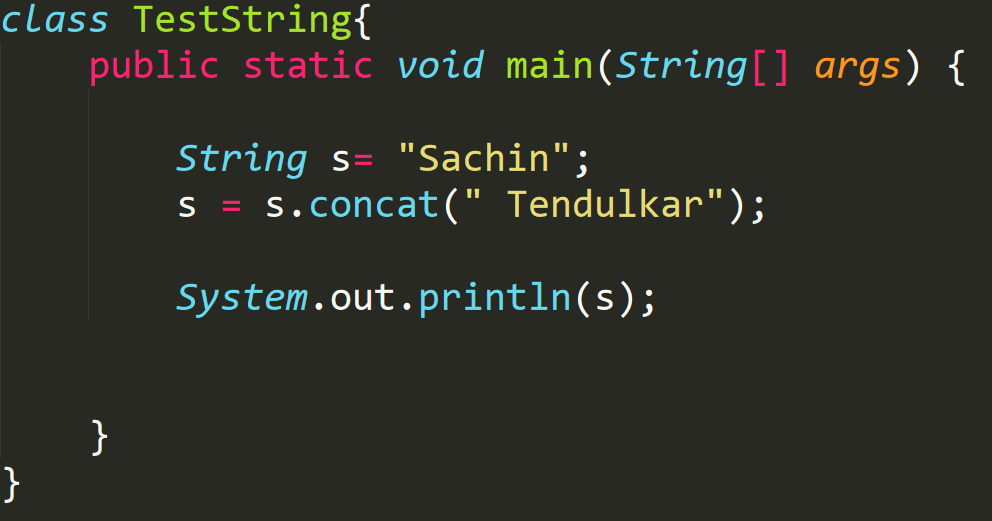 class TestString{
public static void main(String[] args) {
String s= "Sachin";
s = s.concat(" Tendulkar");
System.out.println(s);
}
}